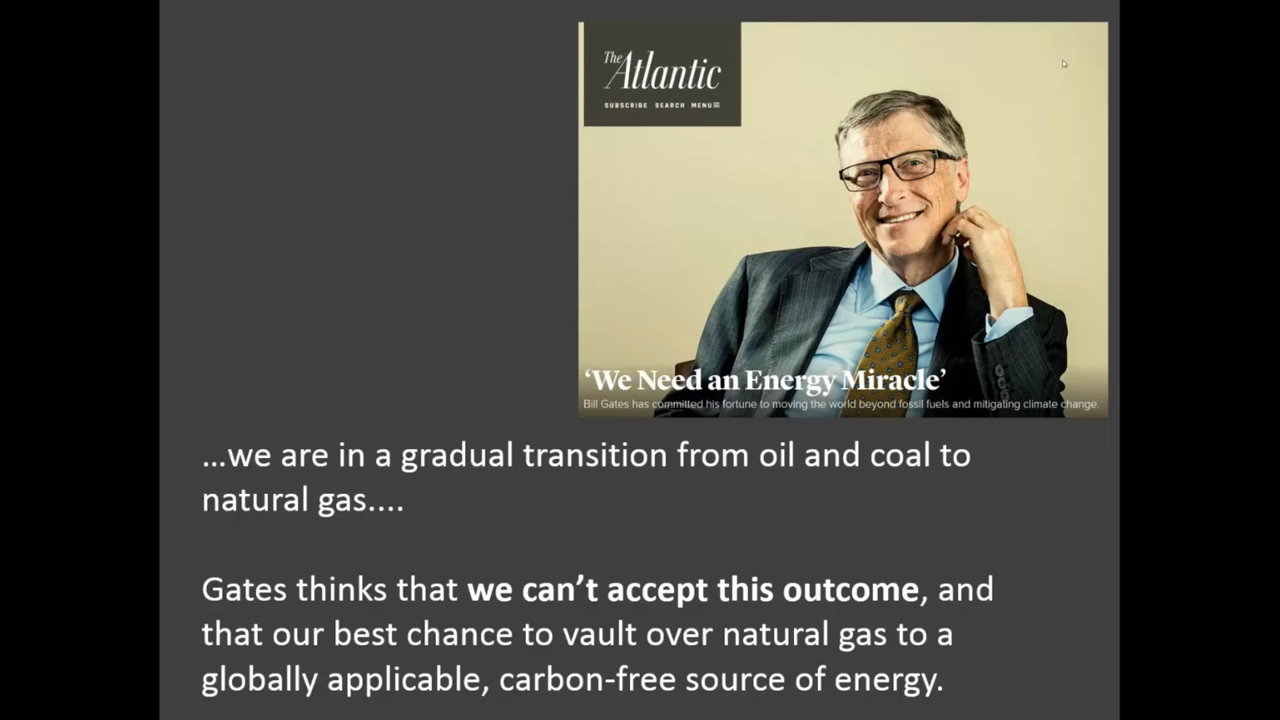 The Atlantic
SUBSCRIBE SEARCH MENU
‘We Need an Energy Miracle’
Bill Gates has committed his fortune to moving the world beyond fossil fuels and mitigating climate change.
...we are in a gradual transition from oil and coal to
natural gas....
Gates thinks that we can’t accept this outcome, and
that our best chance to vault over natural gas to a
globally applicable, carbon-free source of energy.